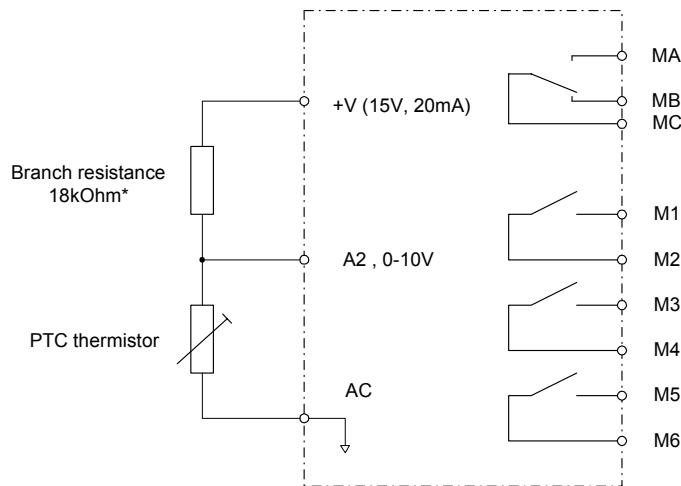 MA
+V (15V, 20mA)
MB
MC
Branch resistance
18kOhm*
M1
A2 , 0-10V
M2
M3
PTC thermistor
M4
AC
M5
M6